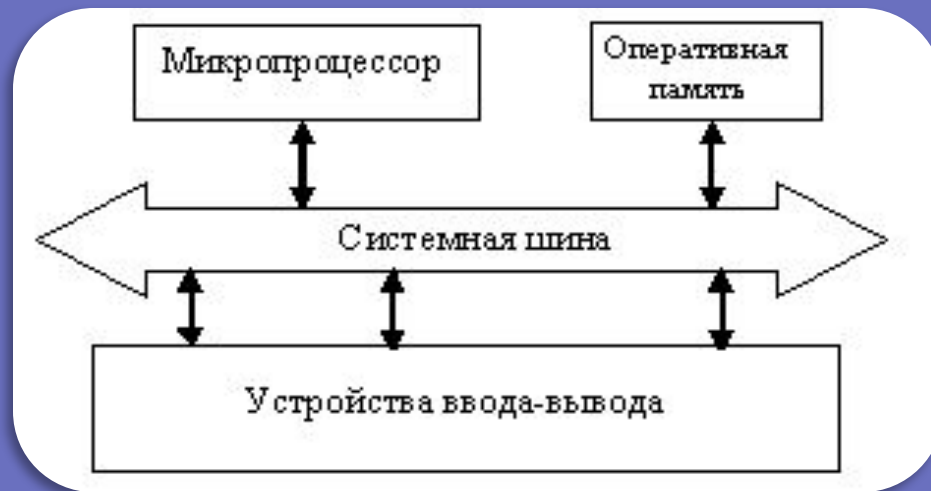 Микропроцессор
Оперативная
память
Системная шина
Устройства ввода-вывода